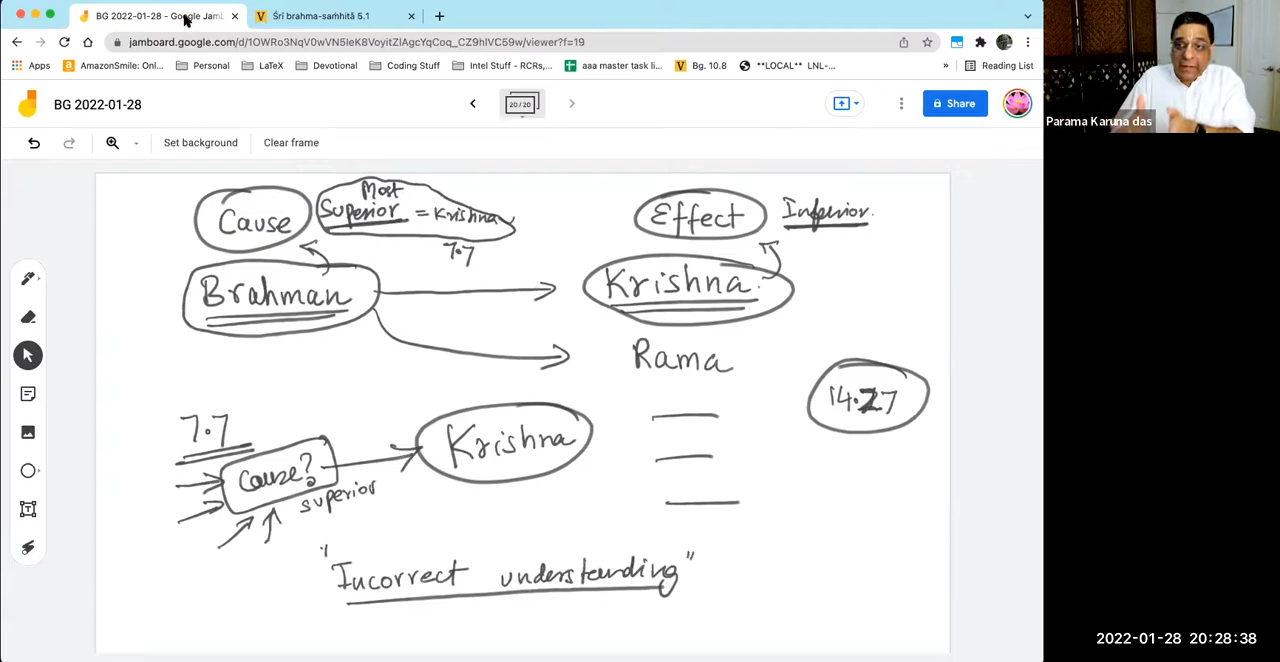 BG 2022-01-28 - Google Jaml
Śrī brahma-saṁhitā 5.1
jamboard.google.com/d/1OWRo3NqV0wVN5leK8VoyitZlAgcYqCoq_CZ9hlVC59w/viewer?f=19
Apps
AmazonSmile: Onl...
Personal
LaTeX
Devotional
Coding Stuff
Intel Stuff - RCRs,...
aaa master task li...
Bg. 10.8
**LOCAL** LNL-...
»
Reading List
BG 2022-01-28
20 / 20
Share
Set background
Clear frame
Parama Karuna das
Cause
Most
Superior = Krishna
7.7
Effect
Inferior.
Brahman
Krishna.
Rama
14.27
7.7
Cause?
superior
Krishna
"Incorrect understanding"
2022-01-28 20:28:38